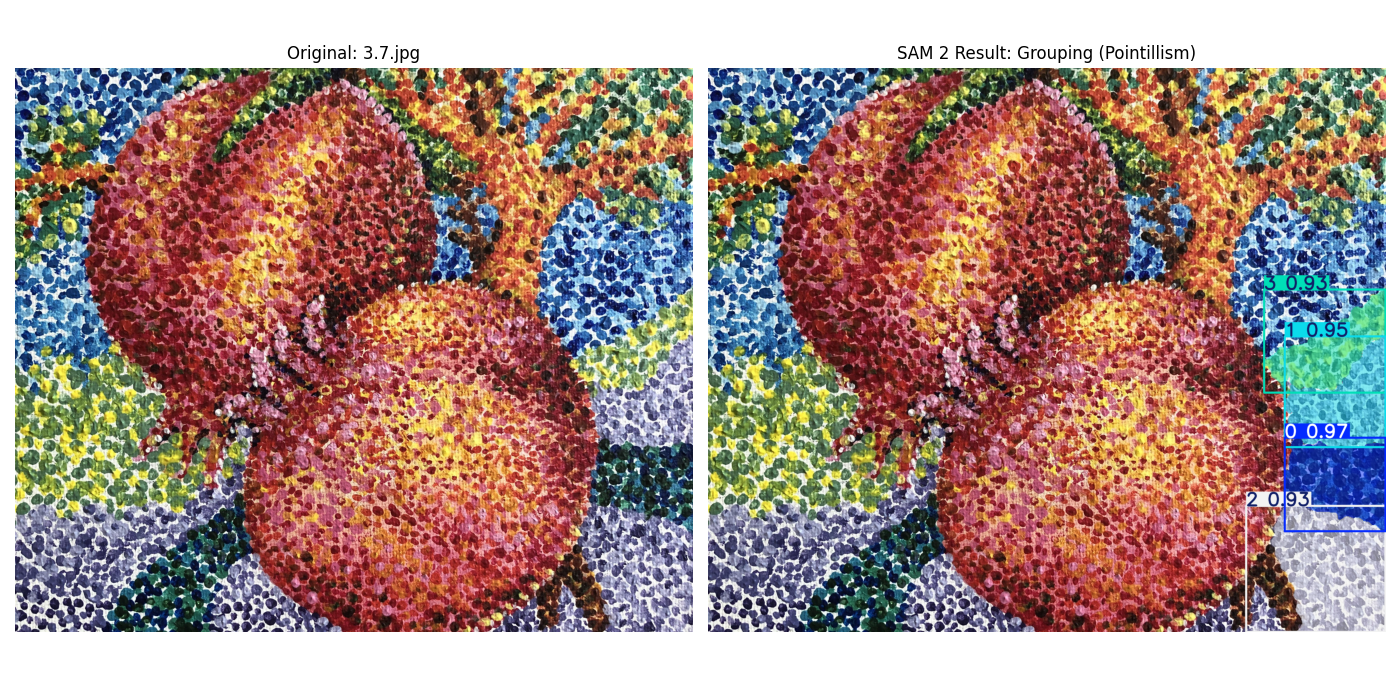 Original: 3.7.jpg
SAM 2 Result: Grouping (Pointillism)
3 0.93
1 0.95
0 0.97
2 0.93